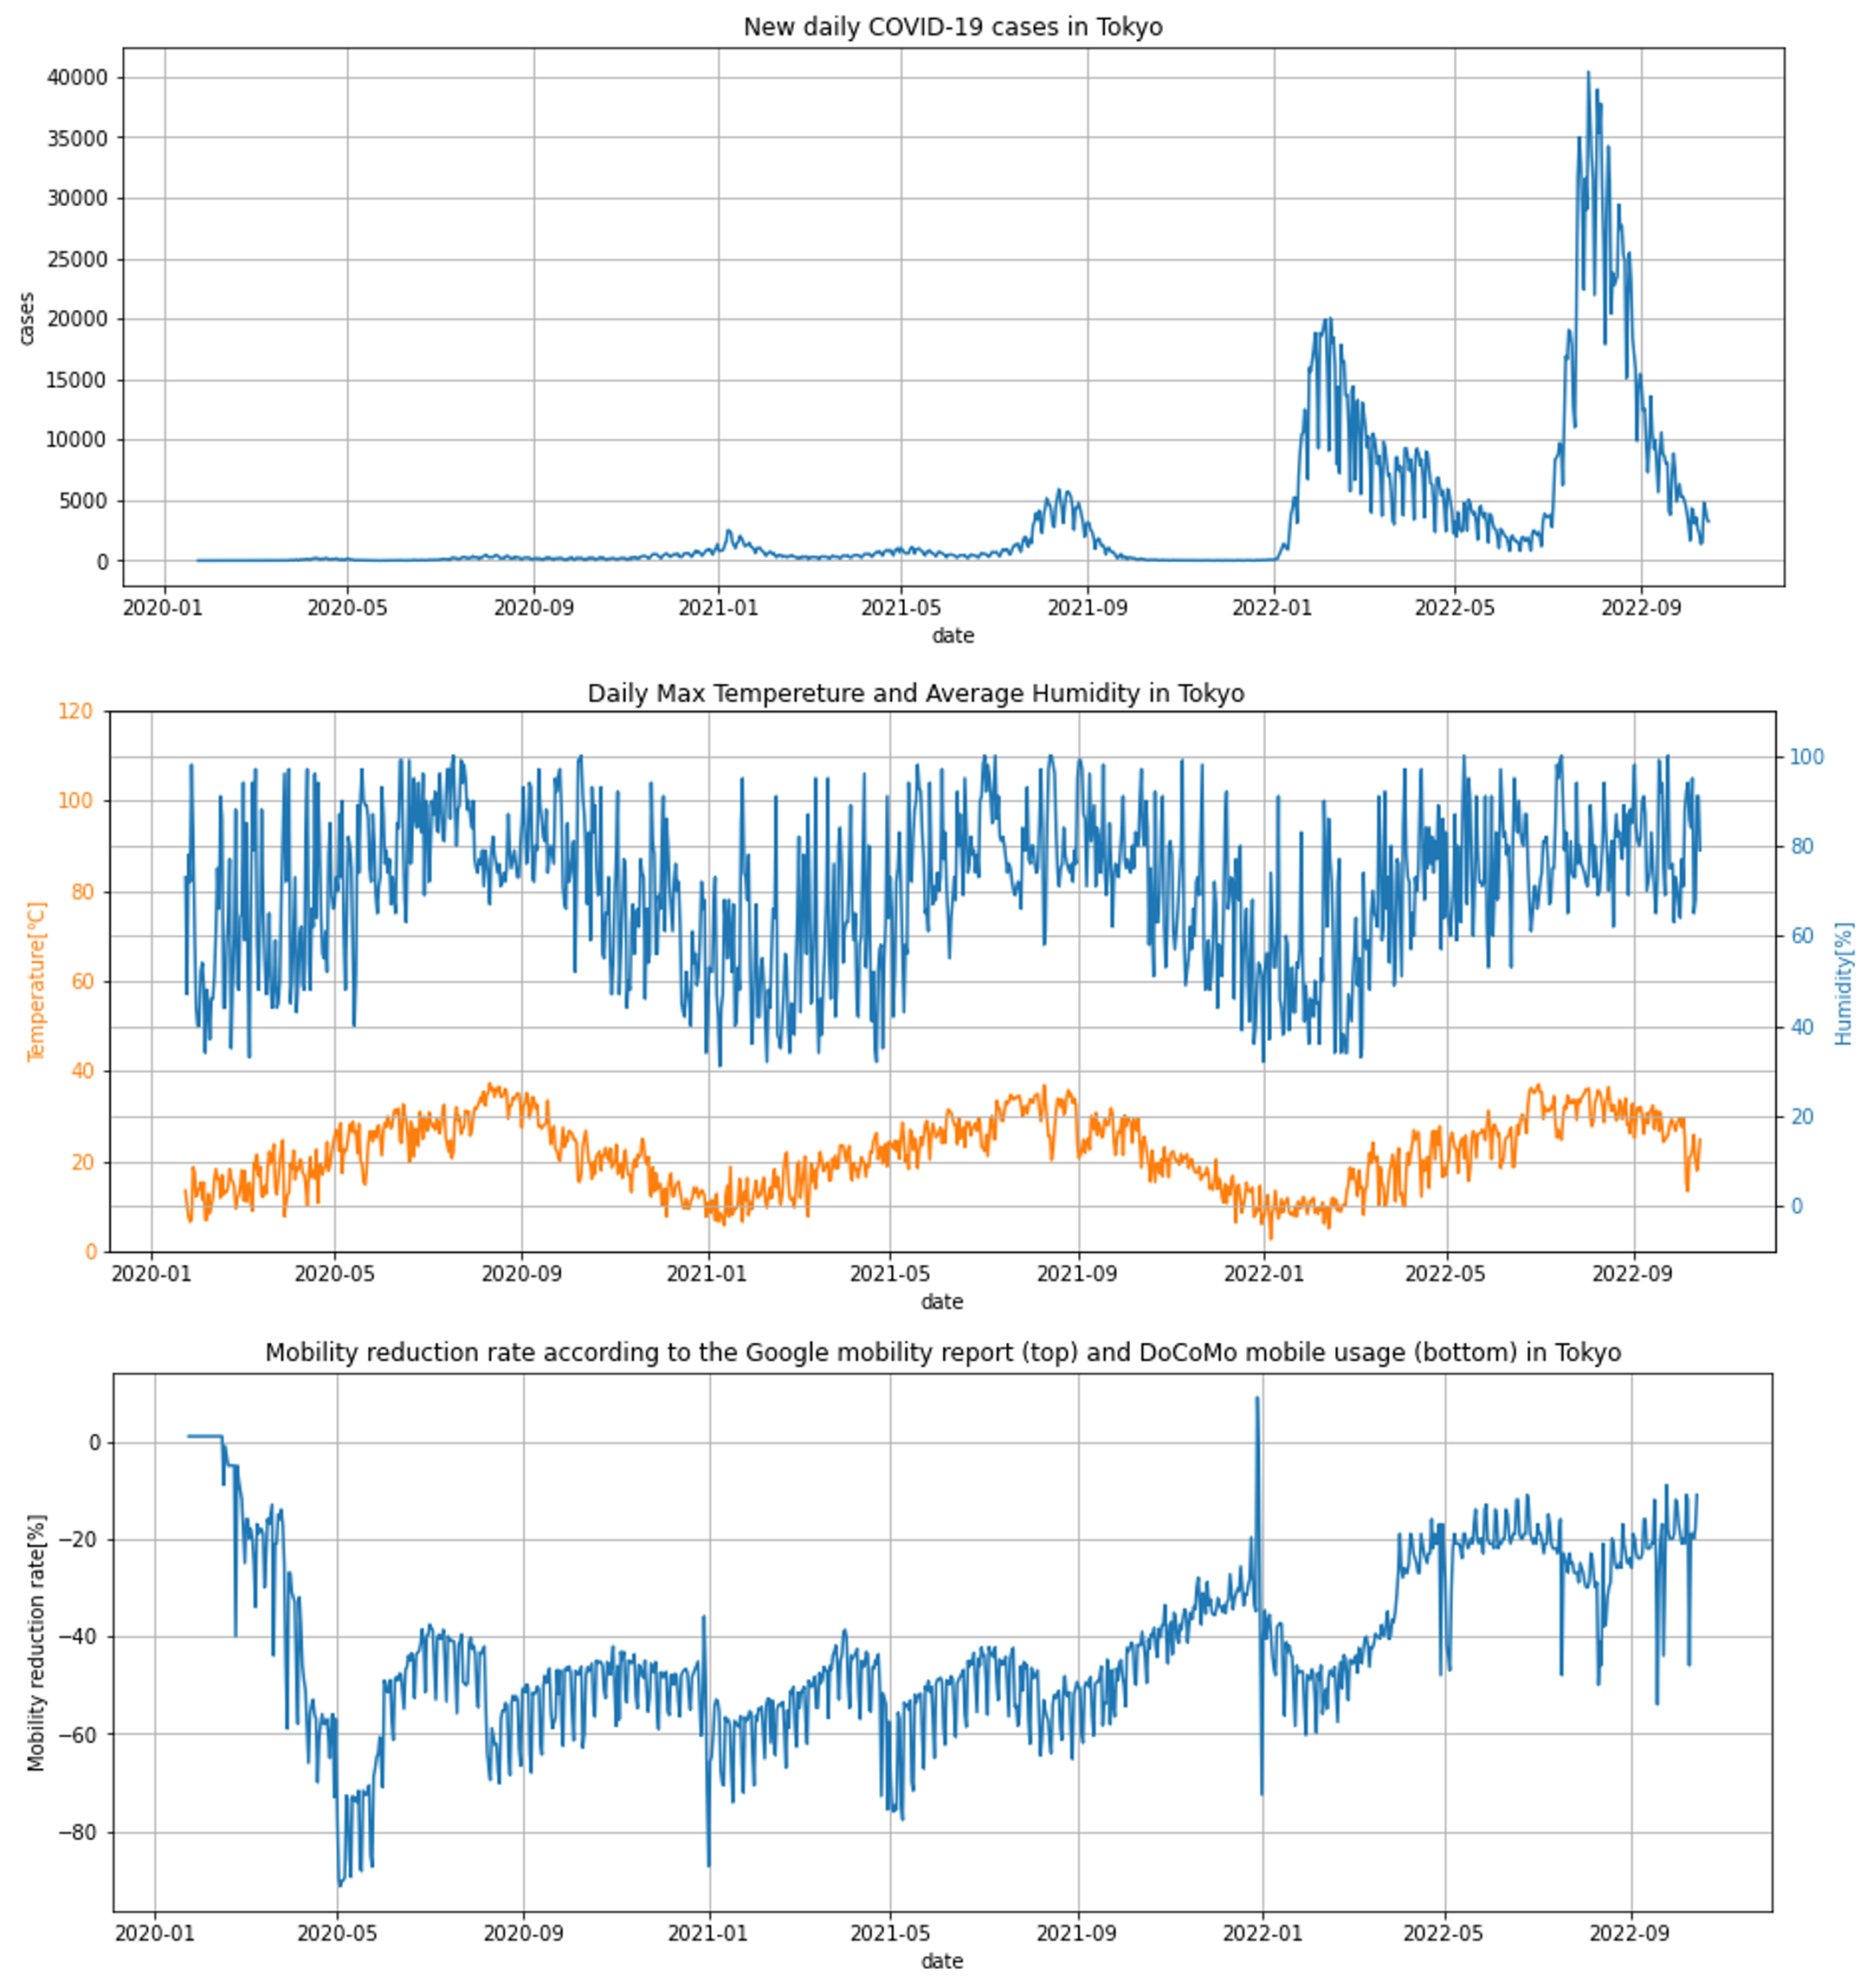 New daily COVID-19 cases in Tokyo
40000
35000
30000
25000
20000
15000
10000
5000
0
cases
2020-01 2020-05 2020-09 2021-01 2021-05 2021-09 2022-01 2022-05 2022-09
date
Daily Max Tempereture and Average Humidity in Tokyo
120
100
80
60
40
20
0
Temperature[℃]
100
80
60
40
20
0
Humidity[%]
2020-01 2020-05 2020-09 2021-01 2021-05 2021-09 2022-01 2022-05 2022-09
date
Mobility reduction rate according to the Google mobility report (top) and DoCoMo mobile usage (bottom) in Tokyo
0
−20
−40
−60
−80
Mobility reduction rate[%]
2020-01 2020-05 2020-09 2021-01 2021-05 2021-09 2022-01 2022-05 2022-09
date